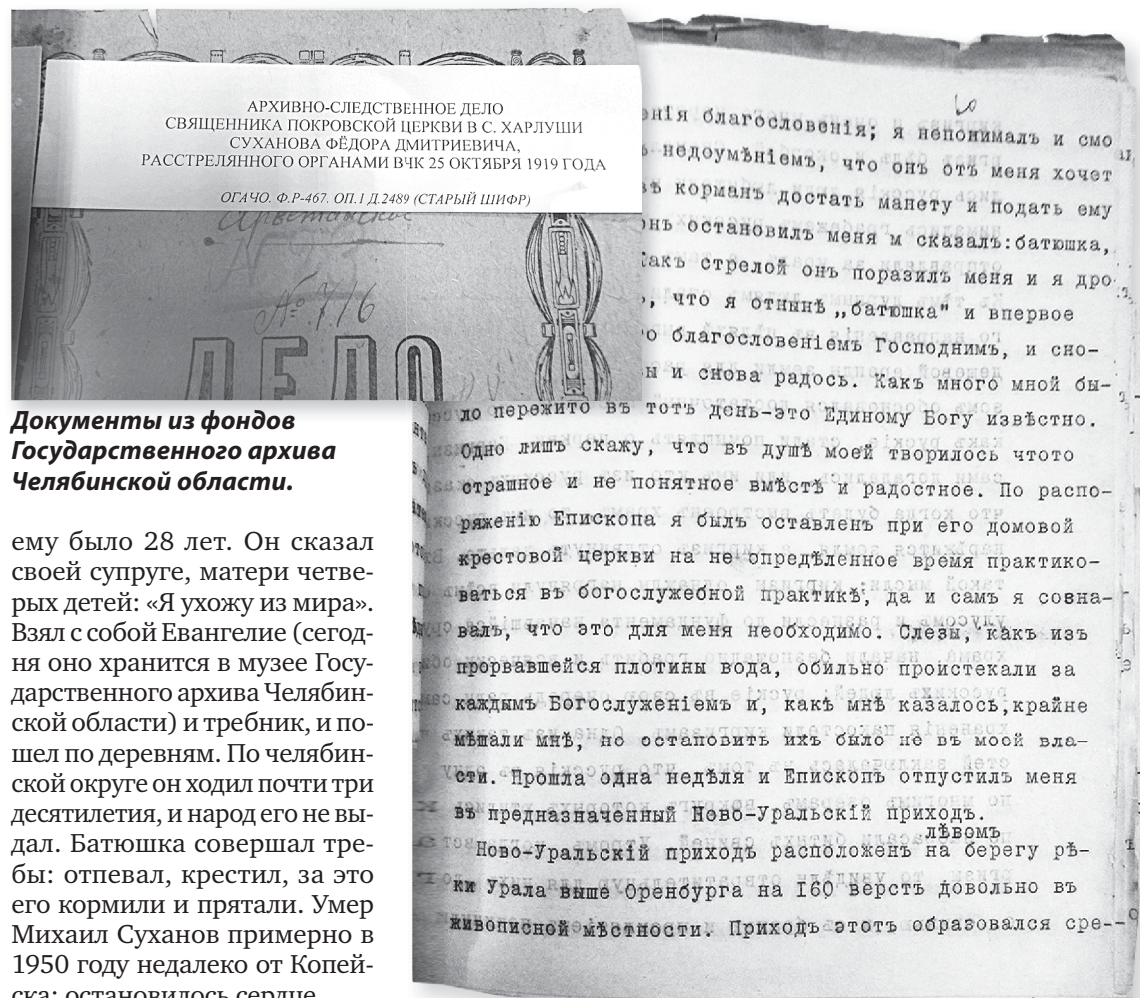 АРХИВНО-СЛЕДСТВЕННОЕ ДЕЛО
СВЯЩЕННИКА ПОКРОВСКОЙ ЦЕРКВИ В С. ХАРЛУШИ
СУХАНОВА ФЁДОРА ДМИТРИЕВИЧА,
РАССТРЕЛЯННОГО ОРГАНАМИ ВЧК 25 ОКТЯБРЯ 1919 ГОДА
ОГАЧО. Ф.Р-467. ОП.1 Д.2489 (СТАРЫЙ ШИФР)
№ 716
ДЕЛО
Документы из фондов
Государственного архива
Челябинской области.
ему было 28 лет. Он сказал
своей супруге, матери четве-
рых детей: «Я ухожу из мира».
Взял с собой Евангелие (сегод-
ня оно хранится в музее Госу-
дарственного архива Челябин-
ской области) и требник, и по-
шел по деревням. По челябин-
ской округе он ходил почти три
десятилетия, и народ его не вы-
дал. Батюшка совершал тре-
бы: отпевал, крестил, за это
его кормили и прятали. Умер
Михаил Суханов примерно в
1950 году недалеко от Копей-
ска: остановилось сердце
благословенія; я непонималъ и смо
недоумѣніемъ, что онъ отъ меня хочетъ
корманъ достать манету и подать ему
остановилъ меня м сказалъ:батюшка,
стрелой онъ поразилъ меня и я дро
что я отнынѣ „батюшка" и впервое
благословеніемъ Господнимъ, и сно-
и снова радось. Какъ много мной бы-
ло пережито въ тотъ день-это Единому Богу извѣстно.
Одно лишъ скажу, что въ душѣ моей творилось чтото
страшное и не понятное вмѣстѣ и радостное. По распо-
ряженію Епископа я былъ оставленъ при его домовой
крестовой церкви на не опредѣленное время практико-
ваться въ богослужебной практикѣ, да и самъ я созна-
валъ, что это для меня необходимо. Слезы, какъ изъ
прорвавшейся плотины вода, обильно проистекали за
каждымъ Богослуженіемъ и, какъ мнѣ казалось,крайне
мѣшали мнѣ, но остановить ихъ было не въ моей вла-
сти. Прошла одна недѣля и Епископъ отпустилъ меня
въ предназначенный Ново-Уральскій приходъ.
лѣвомъ
Ново-Уральскій приходъ расположенъ на берегу рѣ-
ки Урала выше Оренбурга на 160 верстъ довольно въ
живописной мѣстности. Приходъ этотъ образовался сре-